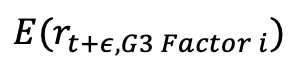 E(r_{t+ϵ,G3 Factor i})